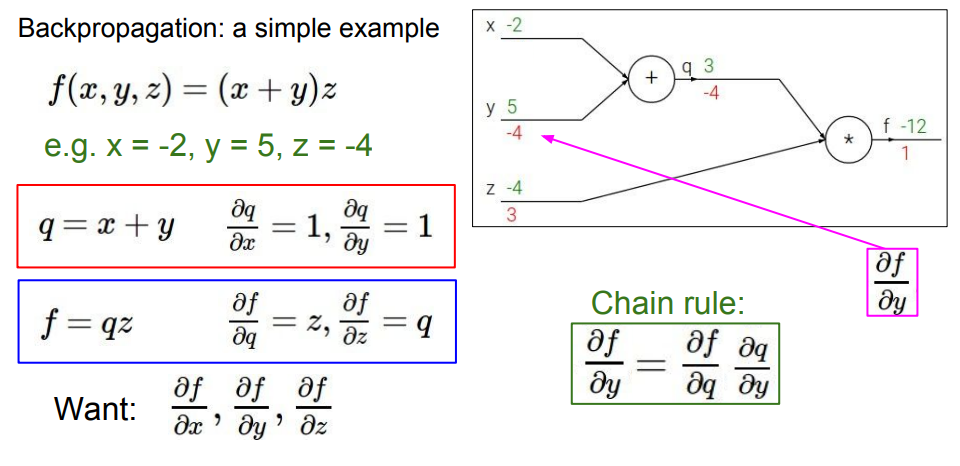 Backpropagation: a simple example
f(x, y, z) = (x + y)z
e.g. x = -2, y = 5, z = -4
q = x + y   ∂q/∂x = 1, ∂q/∂y = 1
f = qz   ∂f/∂q = z, ∂f/∂z = q
Want: ∂f/∂x, ∂f/∂y, ∂f/∂z
x -2
+
q 3
-4
y 5
-4
*
f -12
1
z -4
3
∂f/∂y
Chain rule:
∂f/∂y = ∂f/∂q ∂q/∂y